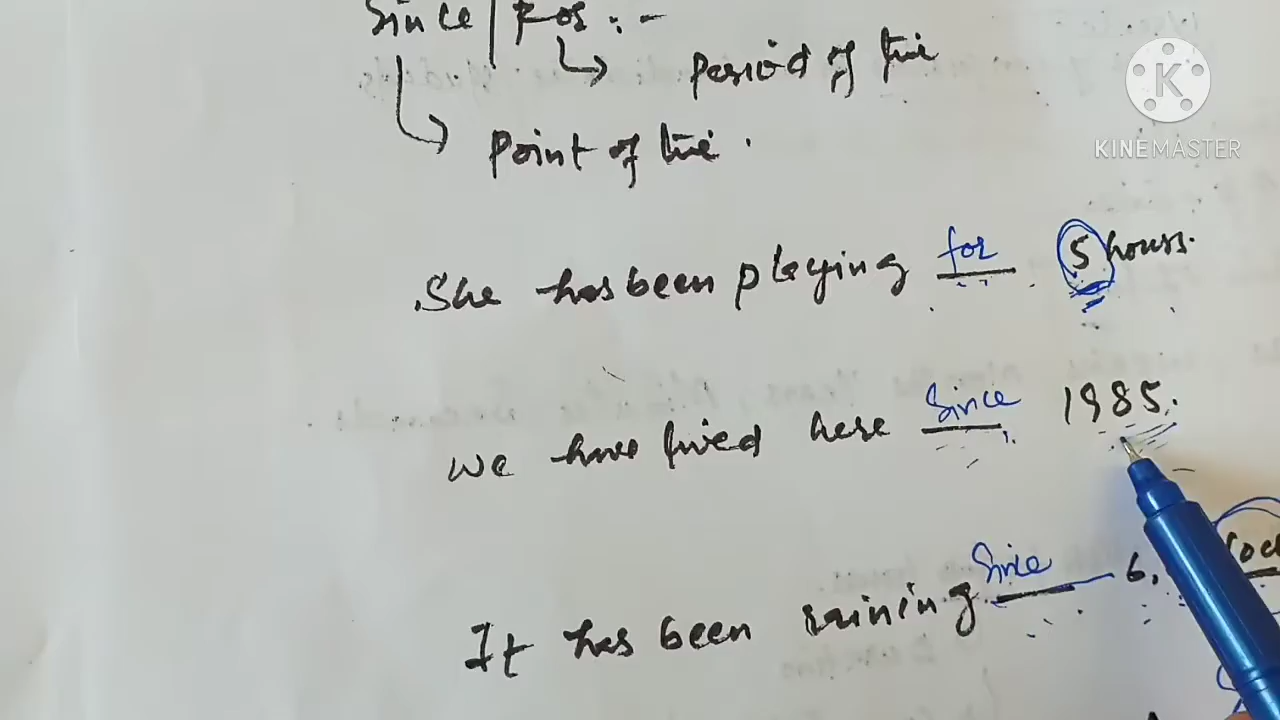 Since / For :-
Period of time
Point of time.
KINEMASTER
She has been playing for 5 hours.
We have lived here Since 1985.
It has been raining Since 6,